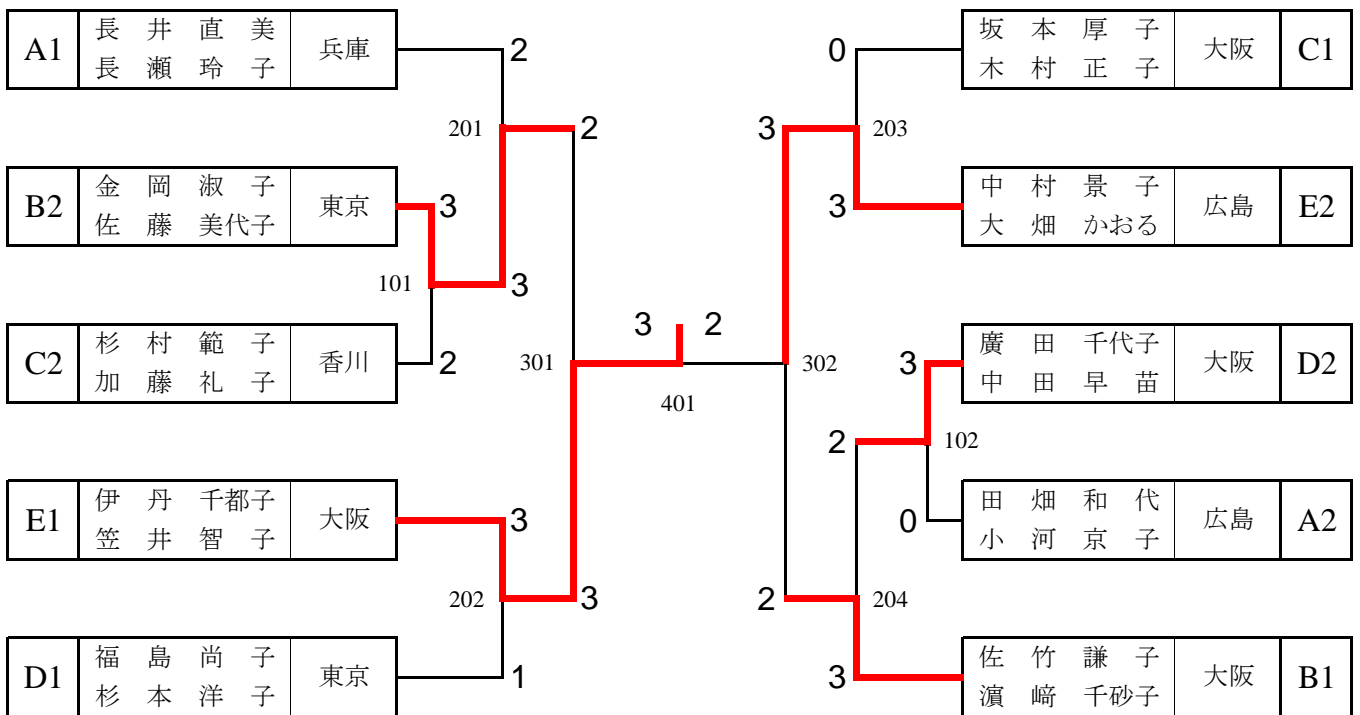 A1 長井直美 兵庫
長瀬玲子
2
B2 金岡淑子 東京
佐藤美代子
3
C2 杉村範子 香川
加藤礼子
2
101
3
201
2
E1 伊丹千都子 大阪
笠井智子
3
D1 福島尚子 東京
杉本洋子
1
202
3
301
3 2
401
坂本厚子 大阪 C1
木村正子
0
中村景子 広島 E2
大畑かおる
3
203
3
302
廣田千代子 大阪 D2
中田早苗
3
田畑和代 広島 A2
小河京子
0
102
2
佐竹謙子 大阪 B1
濵﨑千砂子
3
204
2